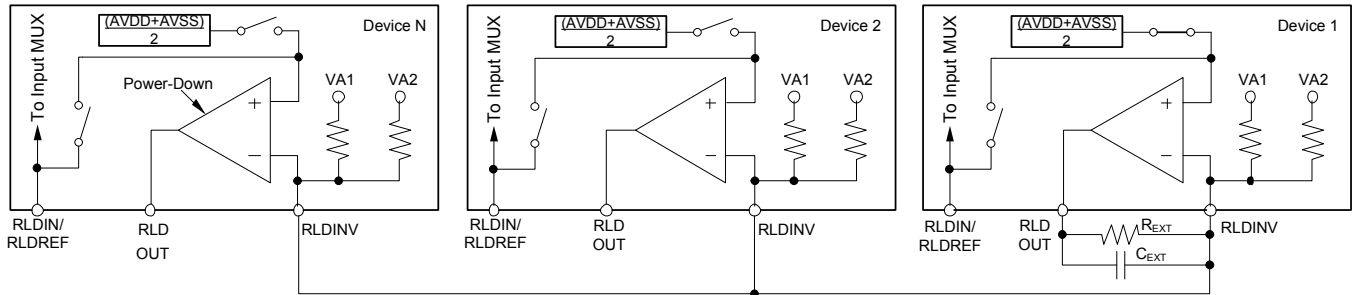 To Input MUX
(AVDD+AVSS)
2
Device N
Power-Down
VA1
VA2
+
−
RLDIN/
RLDREF
RLD
OUT
RLDINV
To Input MUX
(AVDD+AVSS)
2
Device 2
VA1
VA2
+
−
RLDIN/
RLDREF
RLD
OUT
RLDINV
To Input MUX
(AVDD+AVSS)
2
Device 1
VA1
VA2
+
−
RLDIN/
RLDREF
RLD
OUT
RLDINV
REXT
CEXT